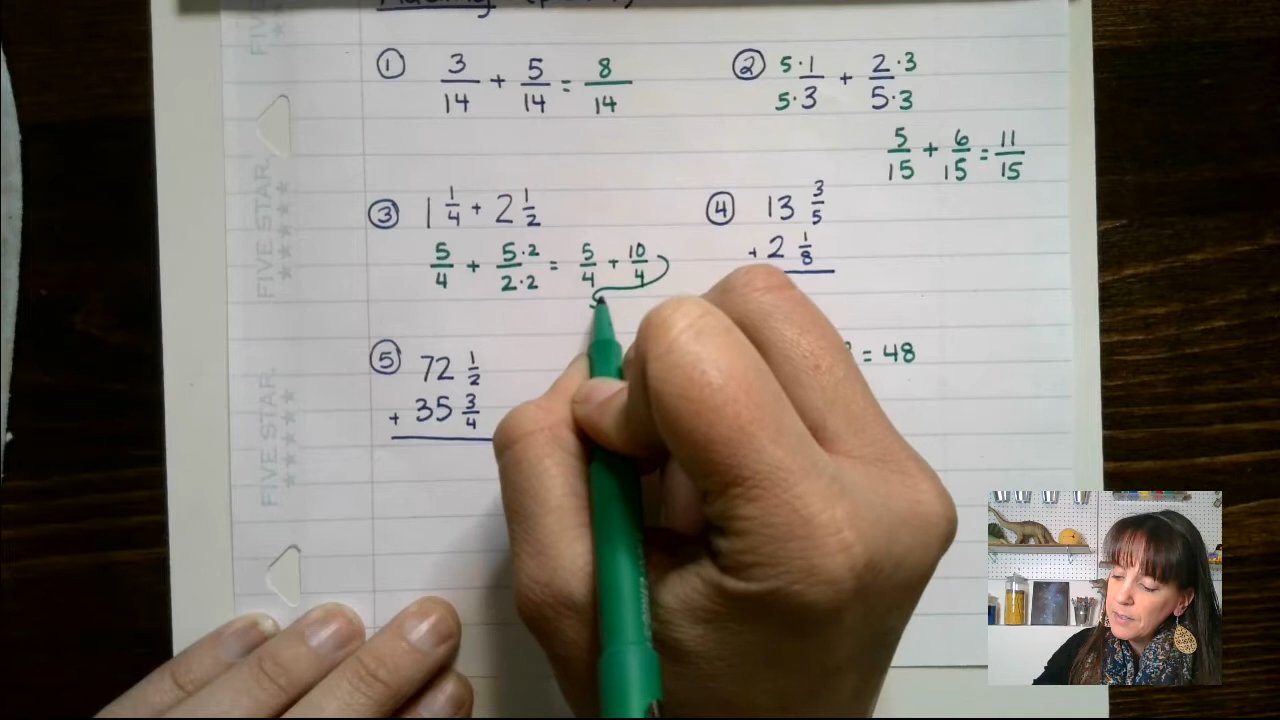 ① 3/14 + 5/14 = 8/14
② 5·1/5·3 + 2·3/5·3
5/15 + 6/15 = 11/15
③ 1 1/4 + 2 1/2
5/4 + 5·2/2·2 = 5/4 + 10/4
④ 13 3/5
+ 2 1/8
= 48
⑤ 72 1/2
+ 35 3/4
FIVE STAR
FIVE STAR
FIVE STAR